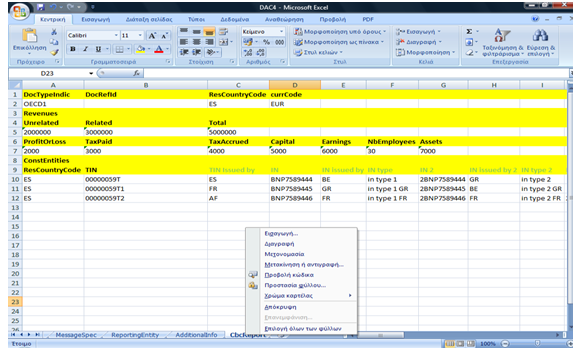 DAC4 - Microsoft Excel
Κεντρική Εισαγωγή Διάταξη σελίδας Τύποι Δεδομένα Αναθεώρηση Προβολή PDF
Επικόλληση Calibri 11 Κείμενο Μορφοποίηση υπό όρους Εισαγωγή
Μορφοποίηση ως πίνακα Διαγραφή Ταξινόμηση & Εύρεση &
Στυλ κελιών Μορφοποίηση φιλτράρισμα επιλογή
Πρόχειρο Γραμματοσειρά Στοίχιση Αριθμός Στυλ Κελιά Επεξεργασία
D23 fx
A B C D E F G H I
1 DocTypeIndic DocRefId ResCountryCode currCode
2 OECD1 ES EUR
3 Revenues
4 Unrelated Related Total
5 2000000 3000000 5000000
6 ProfitOrLoss TaxPaid TaxAccrued Capital Earnings NbEmployees Assets
7 2000 3000 4000 5000 6000 30 7000
8 ConstEntities
9 ResCountryCode TIN TIN issued by IN IN issued by IN type IN 2 IN issued by 2 IN type 2
10 ES 00000059T ES BNP7589444 BE in type 1 2BNP7589444 GR in type 2
11 ES 00000059T1 FR BNP7589445 GR in type 1 GR 2BNP7589445 BE in type 2 GR
12 ES 00000059T2 AF BNP7589446 FR in type 1 FR 2BNP7589446 FR in type 2 FR
13
14
15
16
17
18
19
20
21
22
23
24
25
26
Εισαγωγή...
Διαγραφή
Μετονομασία
Μετακίνηση ή αντιγραφή...
Προβολή κώδικα
Προστασία φύλλου...
Χρώμα καρτέλας
Απόκρυψη
Επανεμφάνιση...
Επιλογή όλων των φύλλων
MessageSpec ReportingEntity AdditionalInfo CbcReport
Έτοιμο 100%